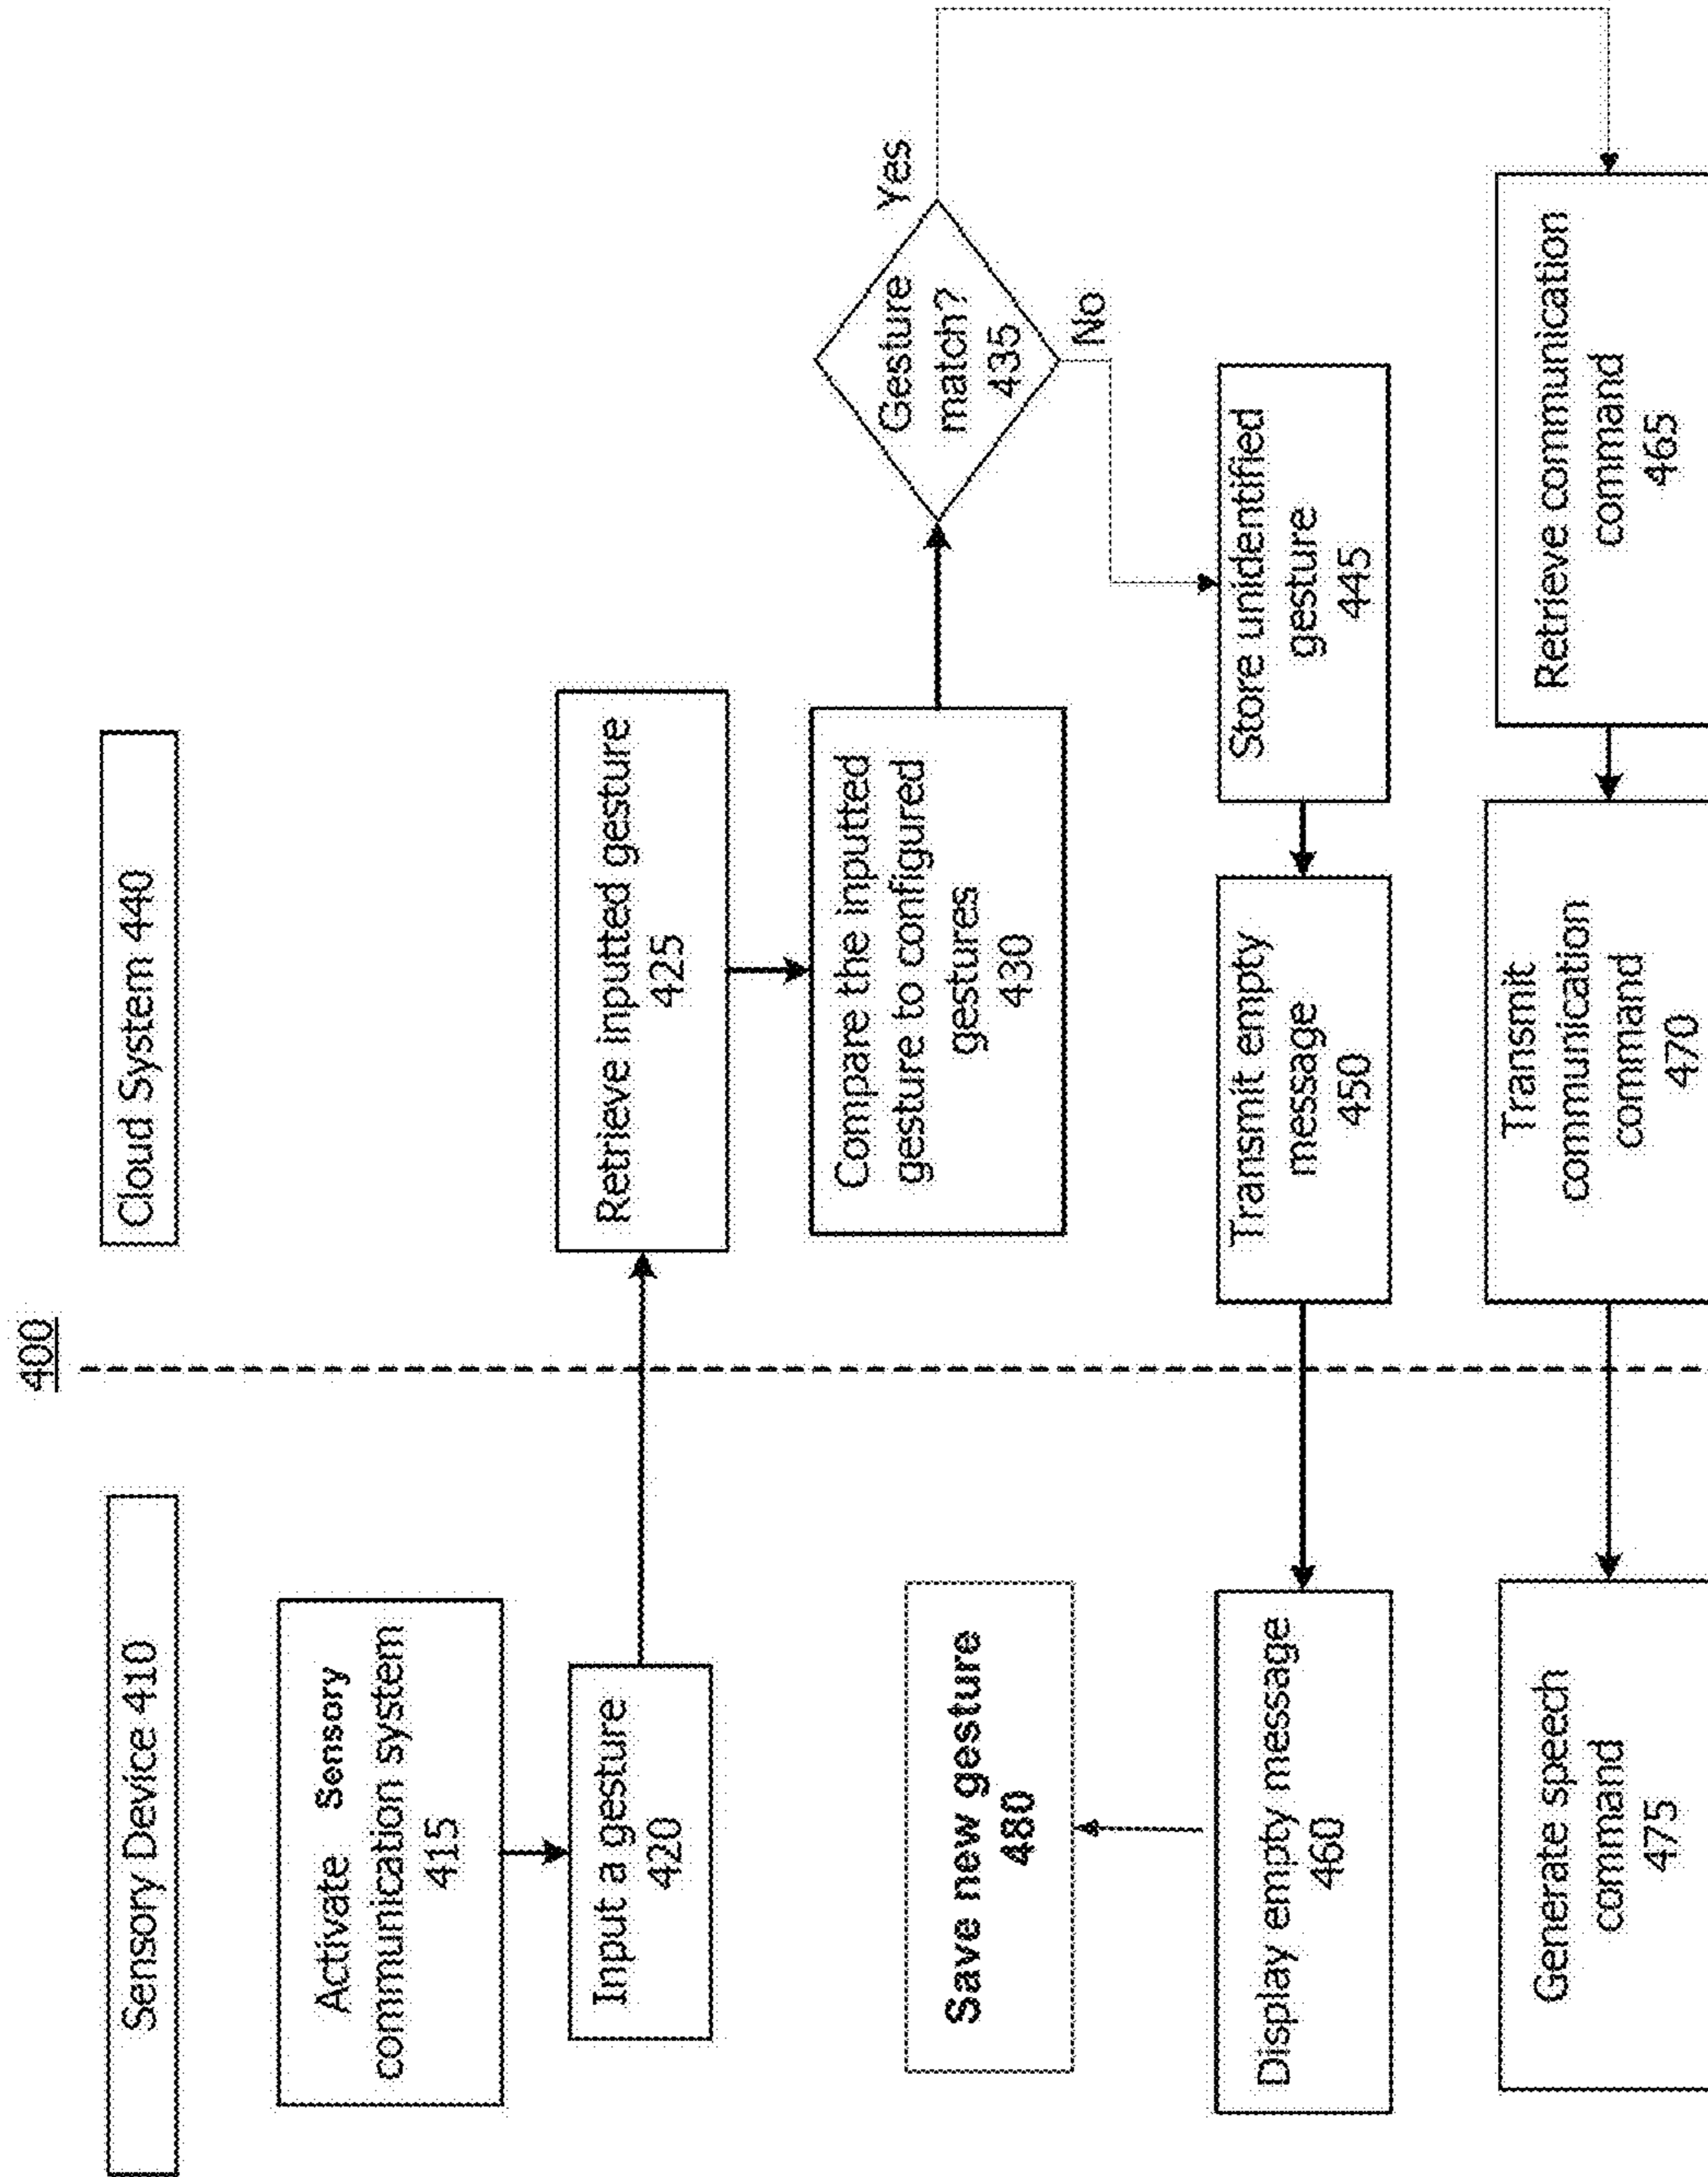 400
Sensory Device 410
Cloud System 440
Activate Sensory
communication system
415
Input a gesture
420
Retrieve inputted gesture
425
Compare the inputted
gesture to configured
gestures
430
Gesture
match?
435
Yes
No
Store unidentified
gesture
445
Transmit empty
message
450
Display empty message
460
Save new gesture
480
Retrieve communication
command
465
Transmit
communication
command
470
Generate speech
command
475